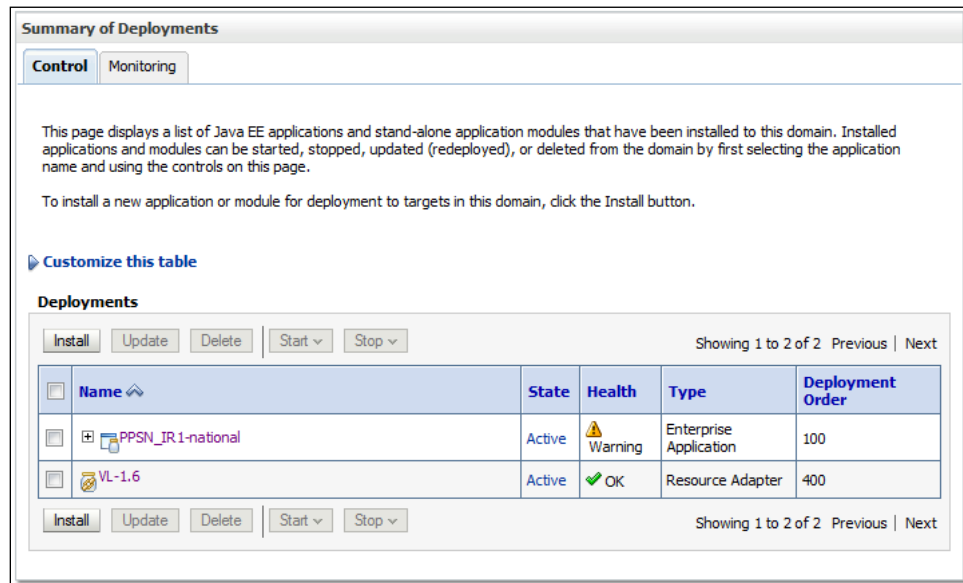 Summary of Deployments
Control Monitoring
This page displays a list of Java EE applications and stand-alone application modules that have been installed to this domain. Installed
applications and modules can be started, stopped, updated (redeployed), or deleted from the domain by first selecting the application
name and using the controls on this page.
To install a new application or module for deployment to targets in this domain, click the Install button.
Customize this table
Deployments
Install Update Delete Start Stop Showing 1 to 2 of 2 Previous | Next
Name State Health Type Deployment
Order
PPSN_IR1-national Active Warning Enterprise
Application 100
VL-1.6 Active OK Resource Adapter 400
Install Update Delete Start Stop Showing 1 to 2 of 2 Previous | Next